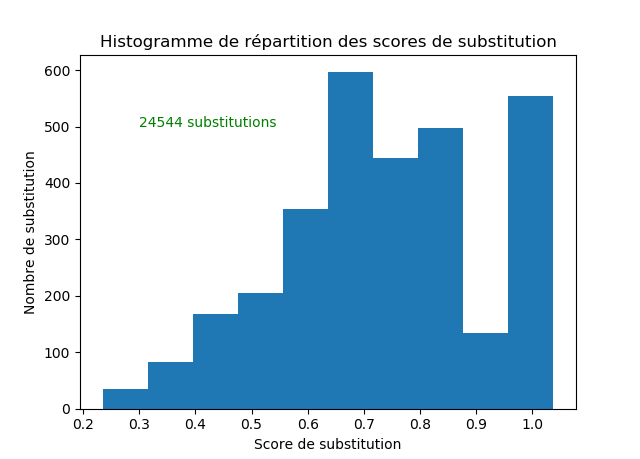 Histogramme de répartition des scores de substitution
600
500
400
300
200
100
0
Nombre de substitution
24544 substitutions
0.2 0.3 0.4 0.5 0.6 0.7 0.8 0.9 1.0
Score de substitution